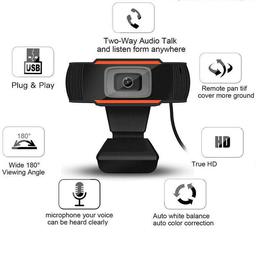 Two-Way Audio Talk
and listen form anywhere
USB
Plug & Play
Remote pan tilf
cover more ground
180°
Wide 180°
Viewing Angle
HD
True HD
microphone your voice
can be heard clearly
Auto white balance
auto color correction